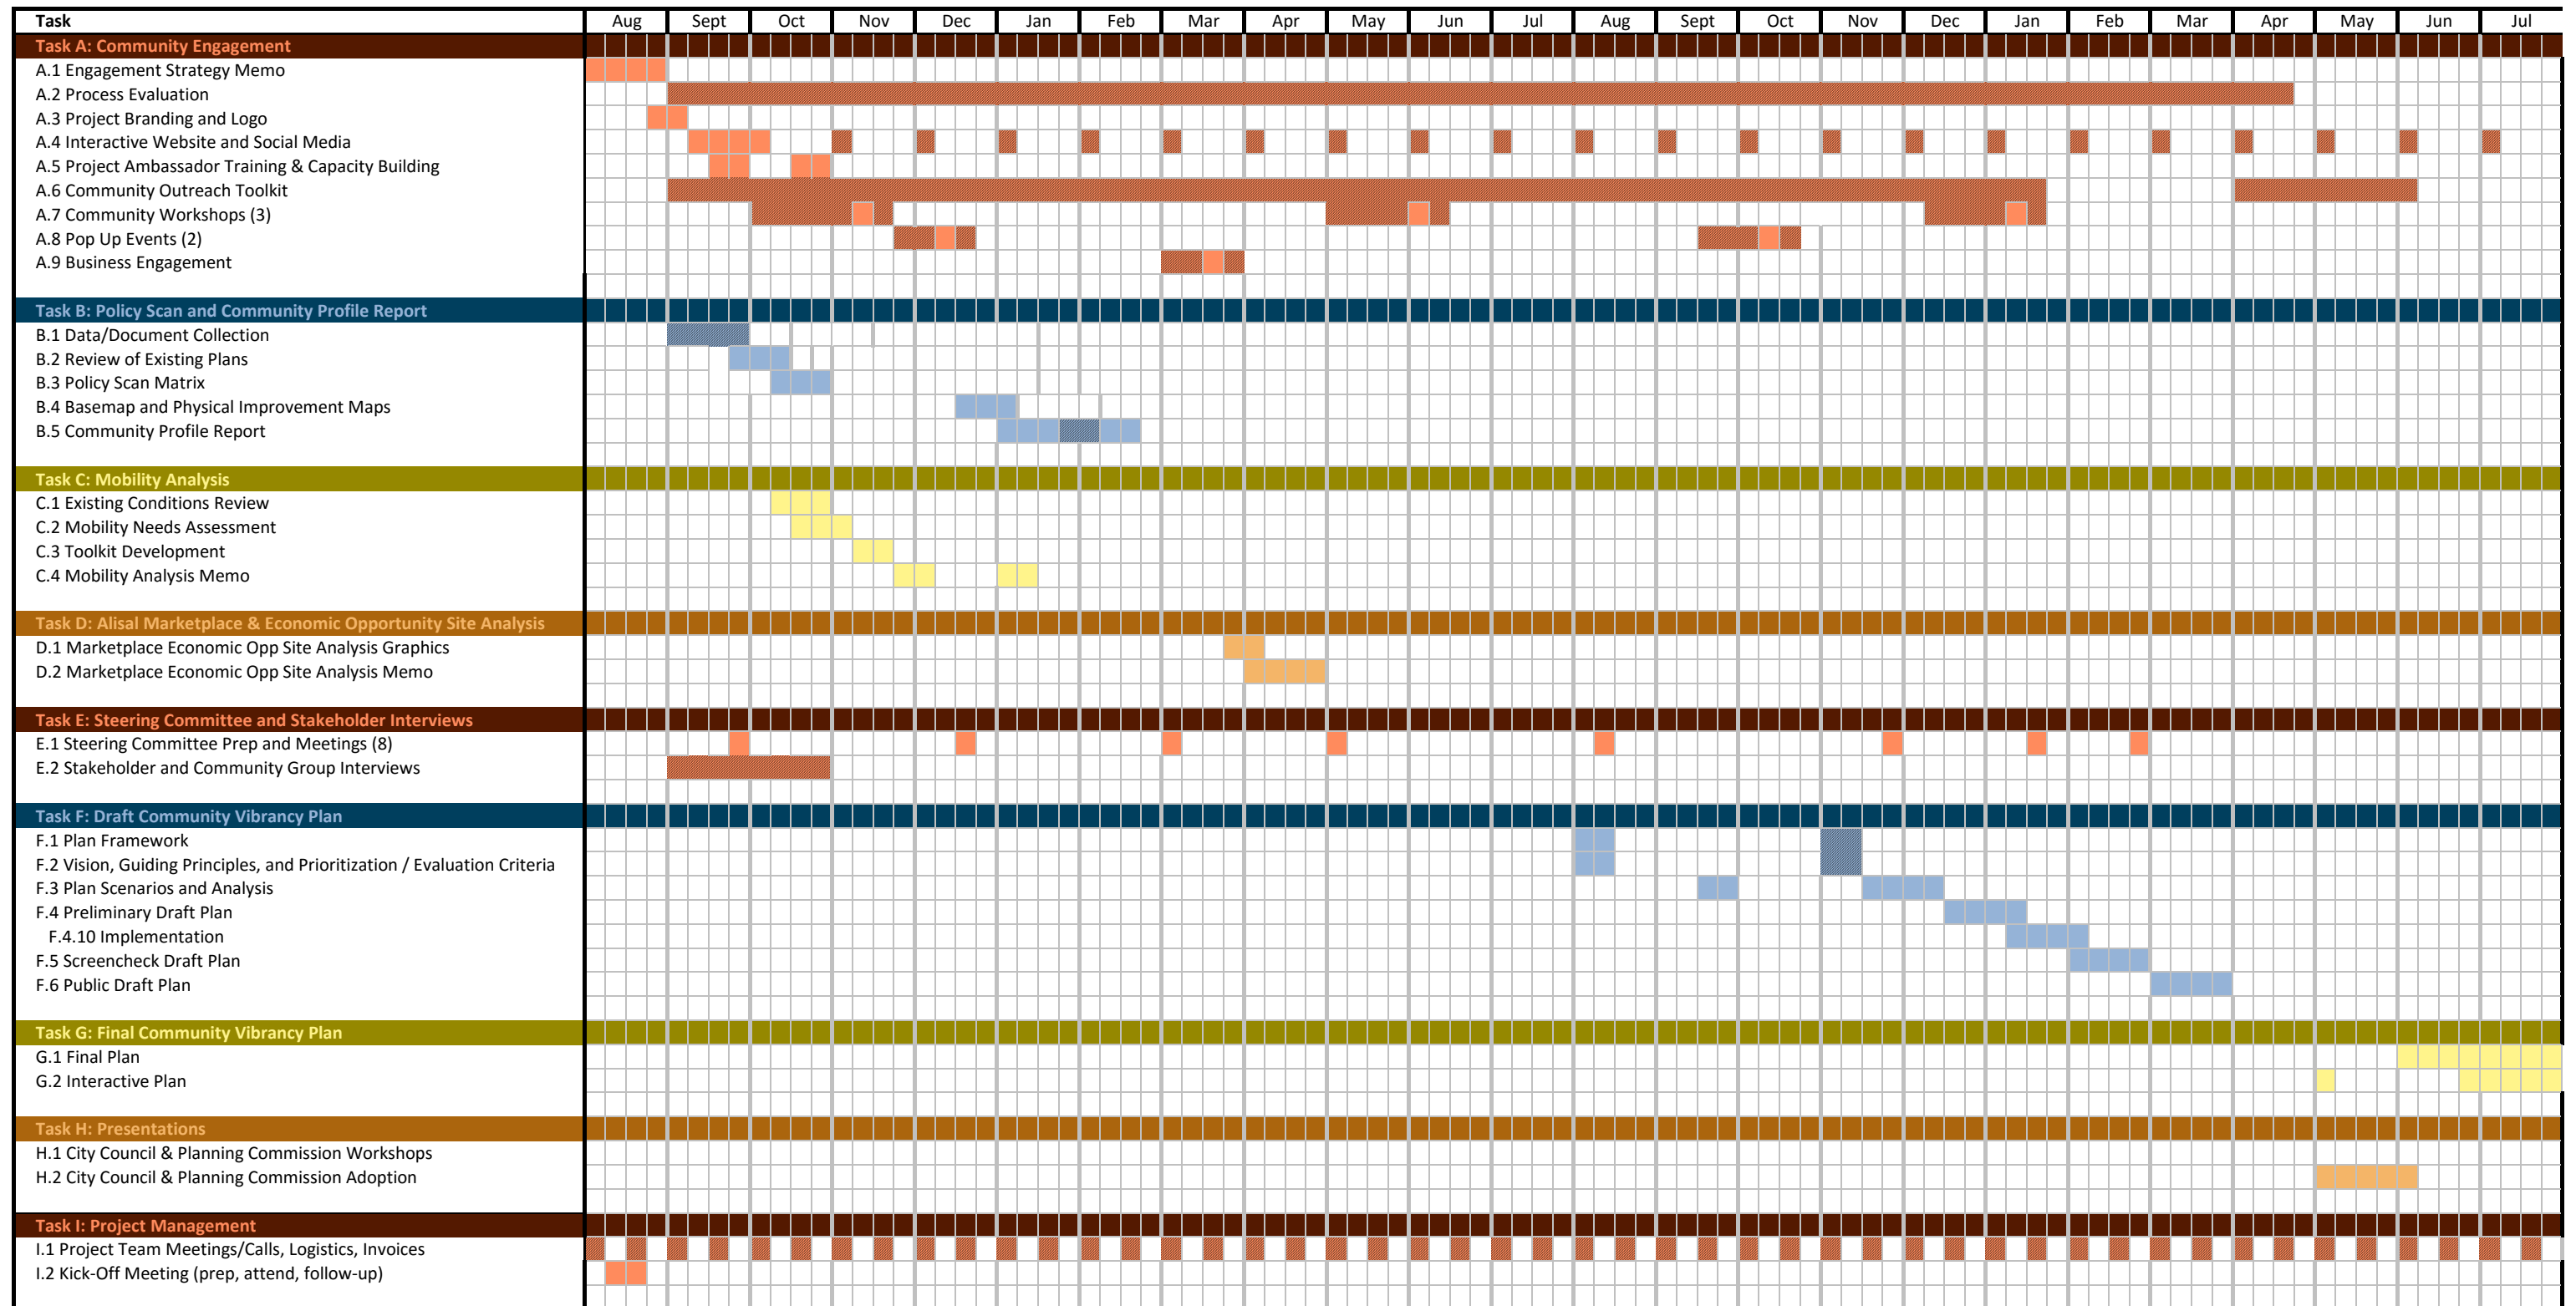 Task Aug Sept Oct Nov Dec Jan Feb Mar Apr May Jun Jul Aug Sept Oct Nov Dec Jan Feb Mar Apr May Jun Jul
Task A: Community Engagement
A.1 Engagement Strategy Memo
A.2 Process Evaluation
A.3 Project Branding and Logo
A.4 Interactive Website and Social Media
A.5 Project Ambassador Training & Capacity Building
A.6 Community Outreach Toolkit
A.7 Community Workshops (3)
A.8 Pop Up Events (2)
A.9 Business Engagement
Task B: Policy Scan and Community Profile Report
B.1 Data/Document Collection
B.2 Review of Existing Plans
B.3 Policy Scan Matrix
B.4 Basemap and Physical Improvement Maps
B.5 Community Profile Report
Task C: Mobility Analysis
C.1 Existing Conditions Review
C.2 Mobility Needs Assessment
C.3 Toolkit Development
C.4 Mobility Analysis Memo
Task D: Alisal Marketplace & Economic Opportunity Site Analysis
D.1 Marketplace Economic Opp Site Analysis Graphics
D.2 Marketplace Economic Opp Site Analysis Memo
Task E: Steering Committee and Stakeholder Interviews
E.1 Steering Committee Prep and Meetings (8)
E.2 Stakeholder and Community Group Interviews
Task F: Draft Community Vibrancy Plan
F.1 Plan Framework
F.2 Vision, Guiding Principles, and Prioritization / Evaluation Criteria
F.3 Plan Scenarios and Analysis
F.4 Preliminary Draft Plan
F.4.10 Implementation
F.5 Screencheck Draft Plan
F.6 Public Draft Plan
Task G: Final Community Vibrancy Plan
G.1 Final Plan
G.2 Interactive Plan
Task H: Presentations
H.1 City Council & Planning Commission Workshops
H.2 City Council & Planning Commission Adoption
Task I: Project Management
I.1 Project Team Meetings/Calls, Logistics, Invoices
I.2 Kick-Off Meeting (prep, attend, follow-up)